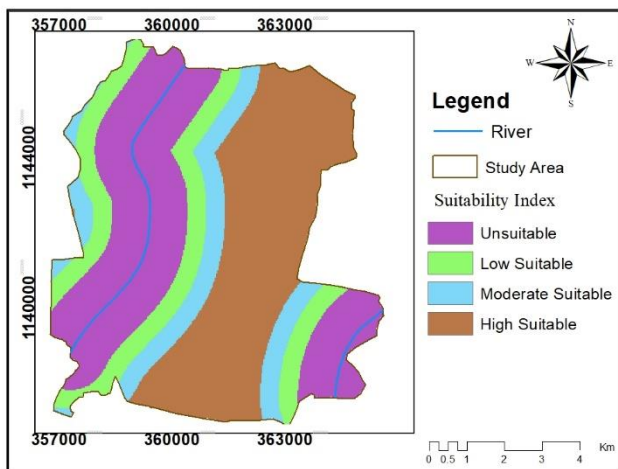 357000 360000 363000
N
W E
S
1144000
1140000
Legend
River
Study Area
Suitability Index
Unsuitable
Low Suitable
Moderate Suitable
High Suitable
357000 360000 363000
Km
0 0.5 1 2 3 4